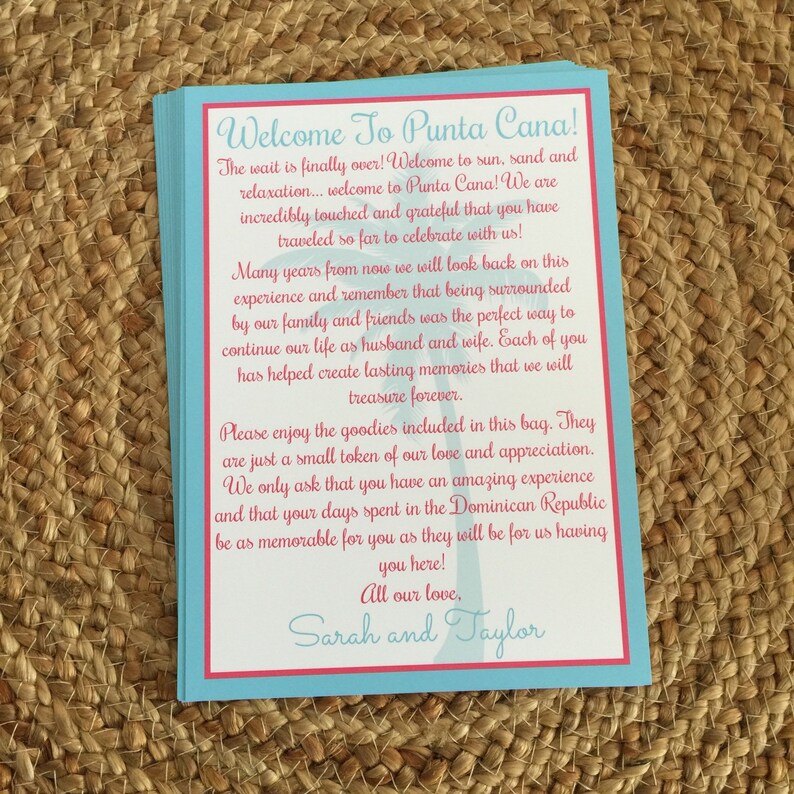 Welcome To Punta Cana!
The wait is finally over! Welcome to sun, sand and
relaxation... welcome to Punta Cana! We are
incredibly touched and grateful that you have
traveled so far to celebrate with us!
Many years from now we will look back on this
experience and remember that being surrounded
by our family and friends was the perfect way to
continue our life as husband and wife. Each of you
has helped create lasting memories that we will
treasure forever.
Please enjoy the goodies included in this bag. They
are just a small token of our love and appreciation.
We only ask that you have an amazing experience
and that your days spent in the Dominican Republic
be as memorable for you as they will be for us having
you here!
All our love,
Sarah and Taylor